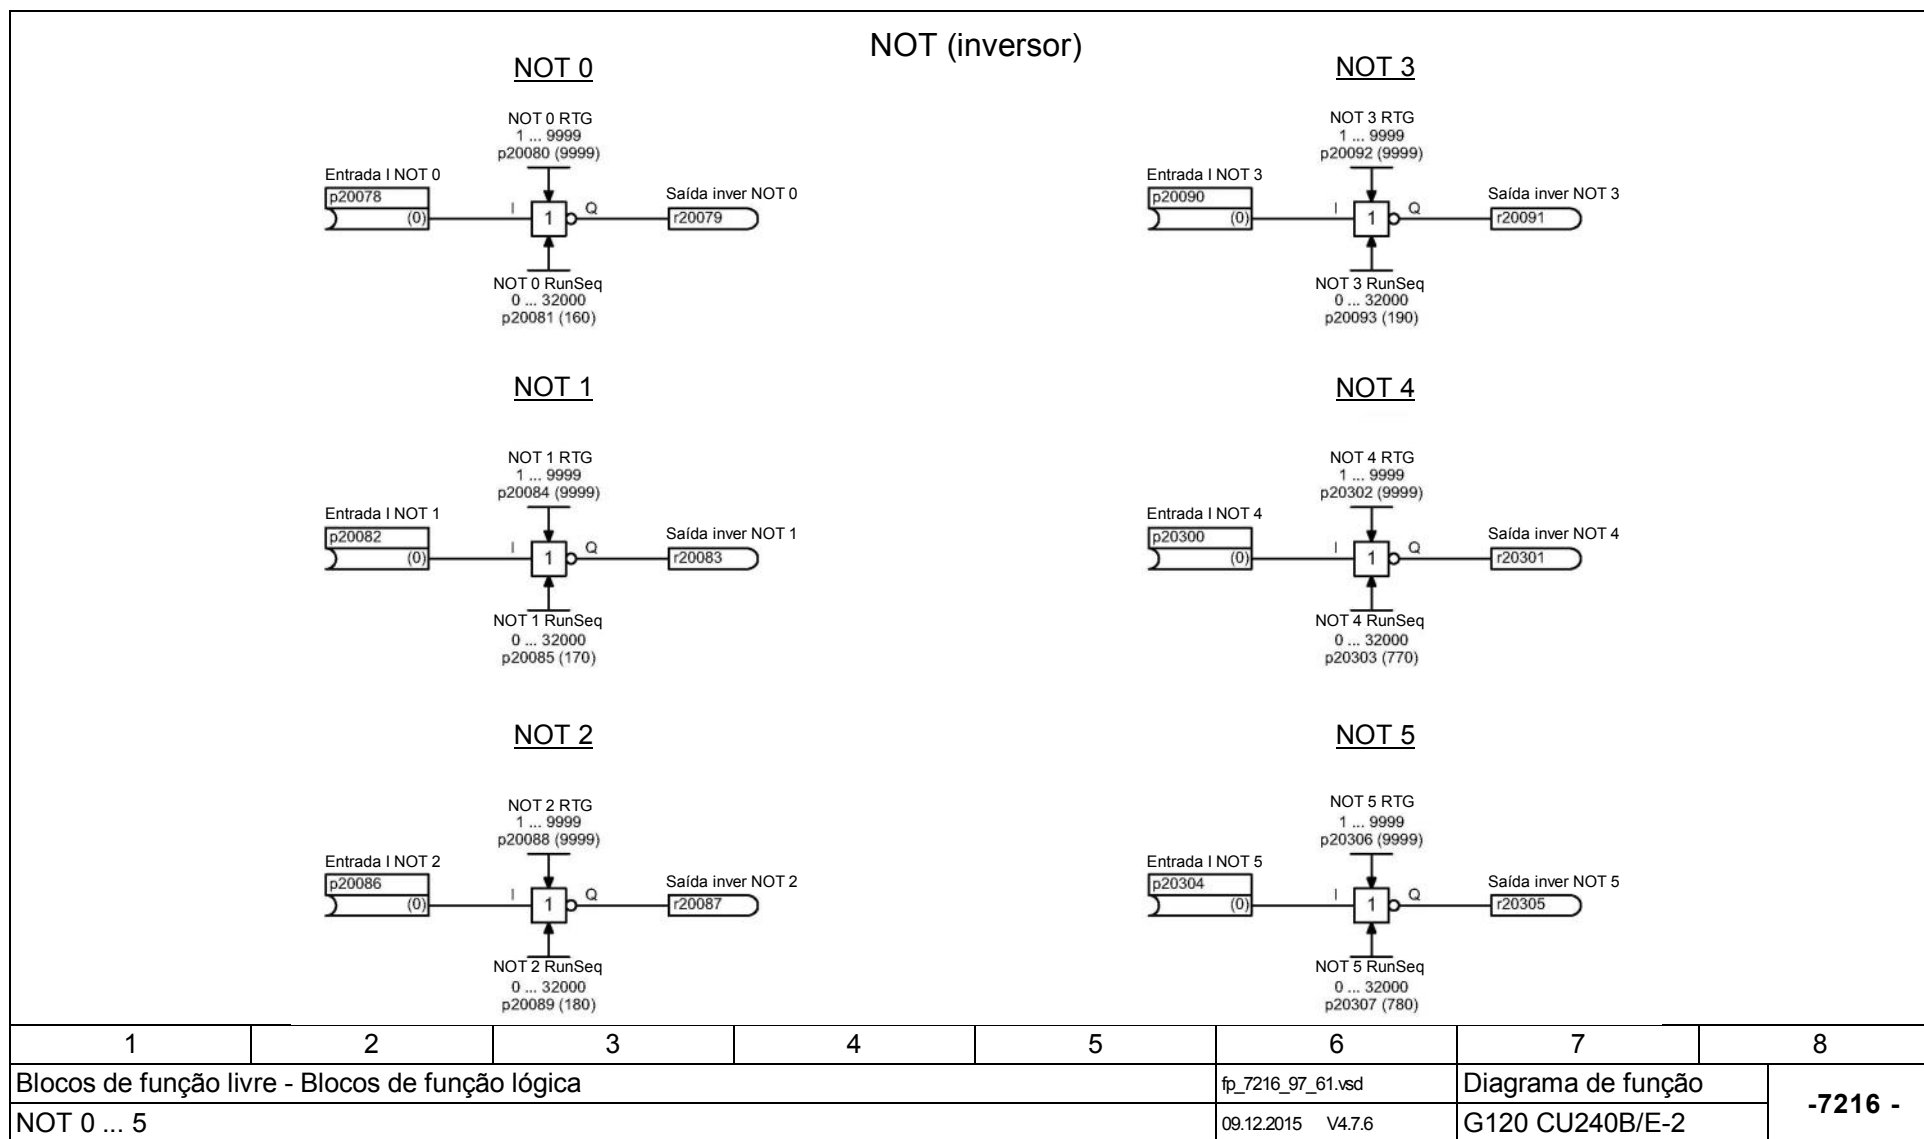 NOT (inversor)
NOT 0
NOT 0 RTG
1 ... 9999
p20080 (9999)
Entrada I NOT 0
p20078
(0)
I
1
Q
Saída inver NOT 0
r20079
NOT 0 RunSeq
0 ... 32000
p20081 (160)
NOT 3
NOT 3 RTG
1 ... 9999
p20092 (9999)
Entrada I NOT 3
p20090
(0)
I
1
Q
Saída inver NOT 3
r20091
NOT 3 RunSeq
0 ... 32000
p20093 (190)
NOT 1
NOT 1 RTG
1 ... 9999
p20084 (9999)
Entrada I NOT 1
p20082
(0)
I
1
Q
Saída inver NOT 1
r20083
NOT 1 RunSeq
0 ... 32000
p20085 (170)
NOT 4
NOT 4 RTG
1 ... 9999
p20302 (9999)
Entrada I NOT 4
p20300
(0)
I
1
Q
Saída inver NOT 4
r20301
NOT 4 RunSeq
0 ... 32000
p20303 (770)
NOT 2
NOT 2 RTG
1 ... 9999
p20088 (9999)
Entrada I NOT 2
p20086
(0)
I
1
Q
Saída inver NOT 2
r20087
NOT 2 RunSeq
0 ... 32000
p20089 (180)
NOT 5
NOT 5 RTG
1 ... 9999
p20306 (9999)
Entrada I NOT 5
p20304
(0)
I
1
Q
Saída inver NOT 5
r20305
NOT 5 RunSeq
0 ... 32000
p20307 (780)
1 2 3 4 5 6 7 8
Blocos de função livre - Blocos de função lógica
fp_7216_97_61.vsd
Diagrama de função
-7216 -
NOT 0 ... 5
09.12.2015 V4.7.6
G120 CU240B/E-2